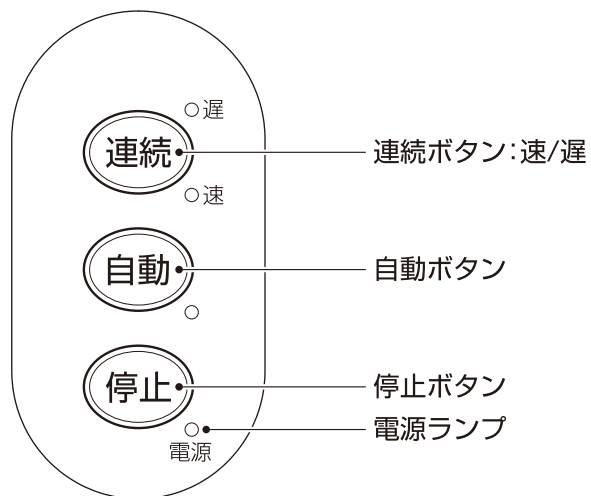 遅
連続
連続ボタン:速/遅
速
自動
自動ボタン
停止
停止ボタン
電源ランプ
電源